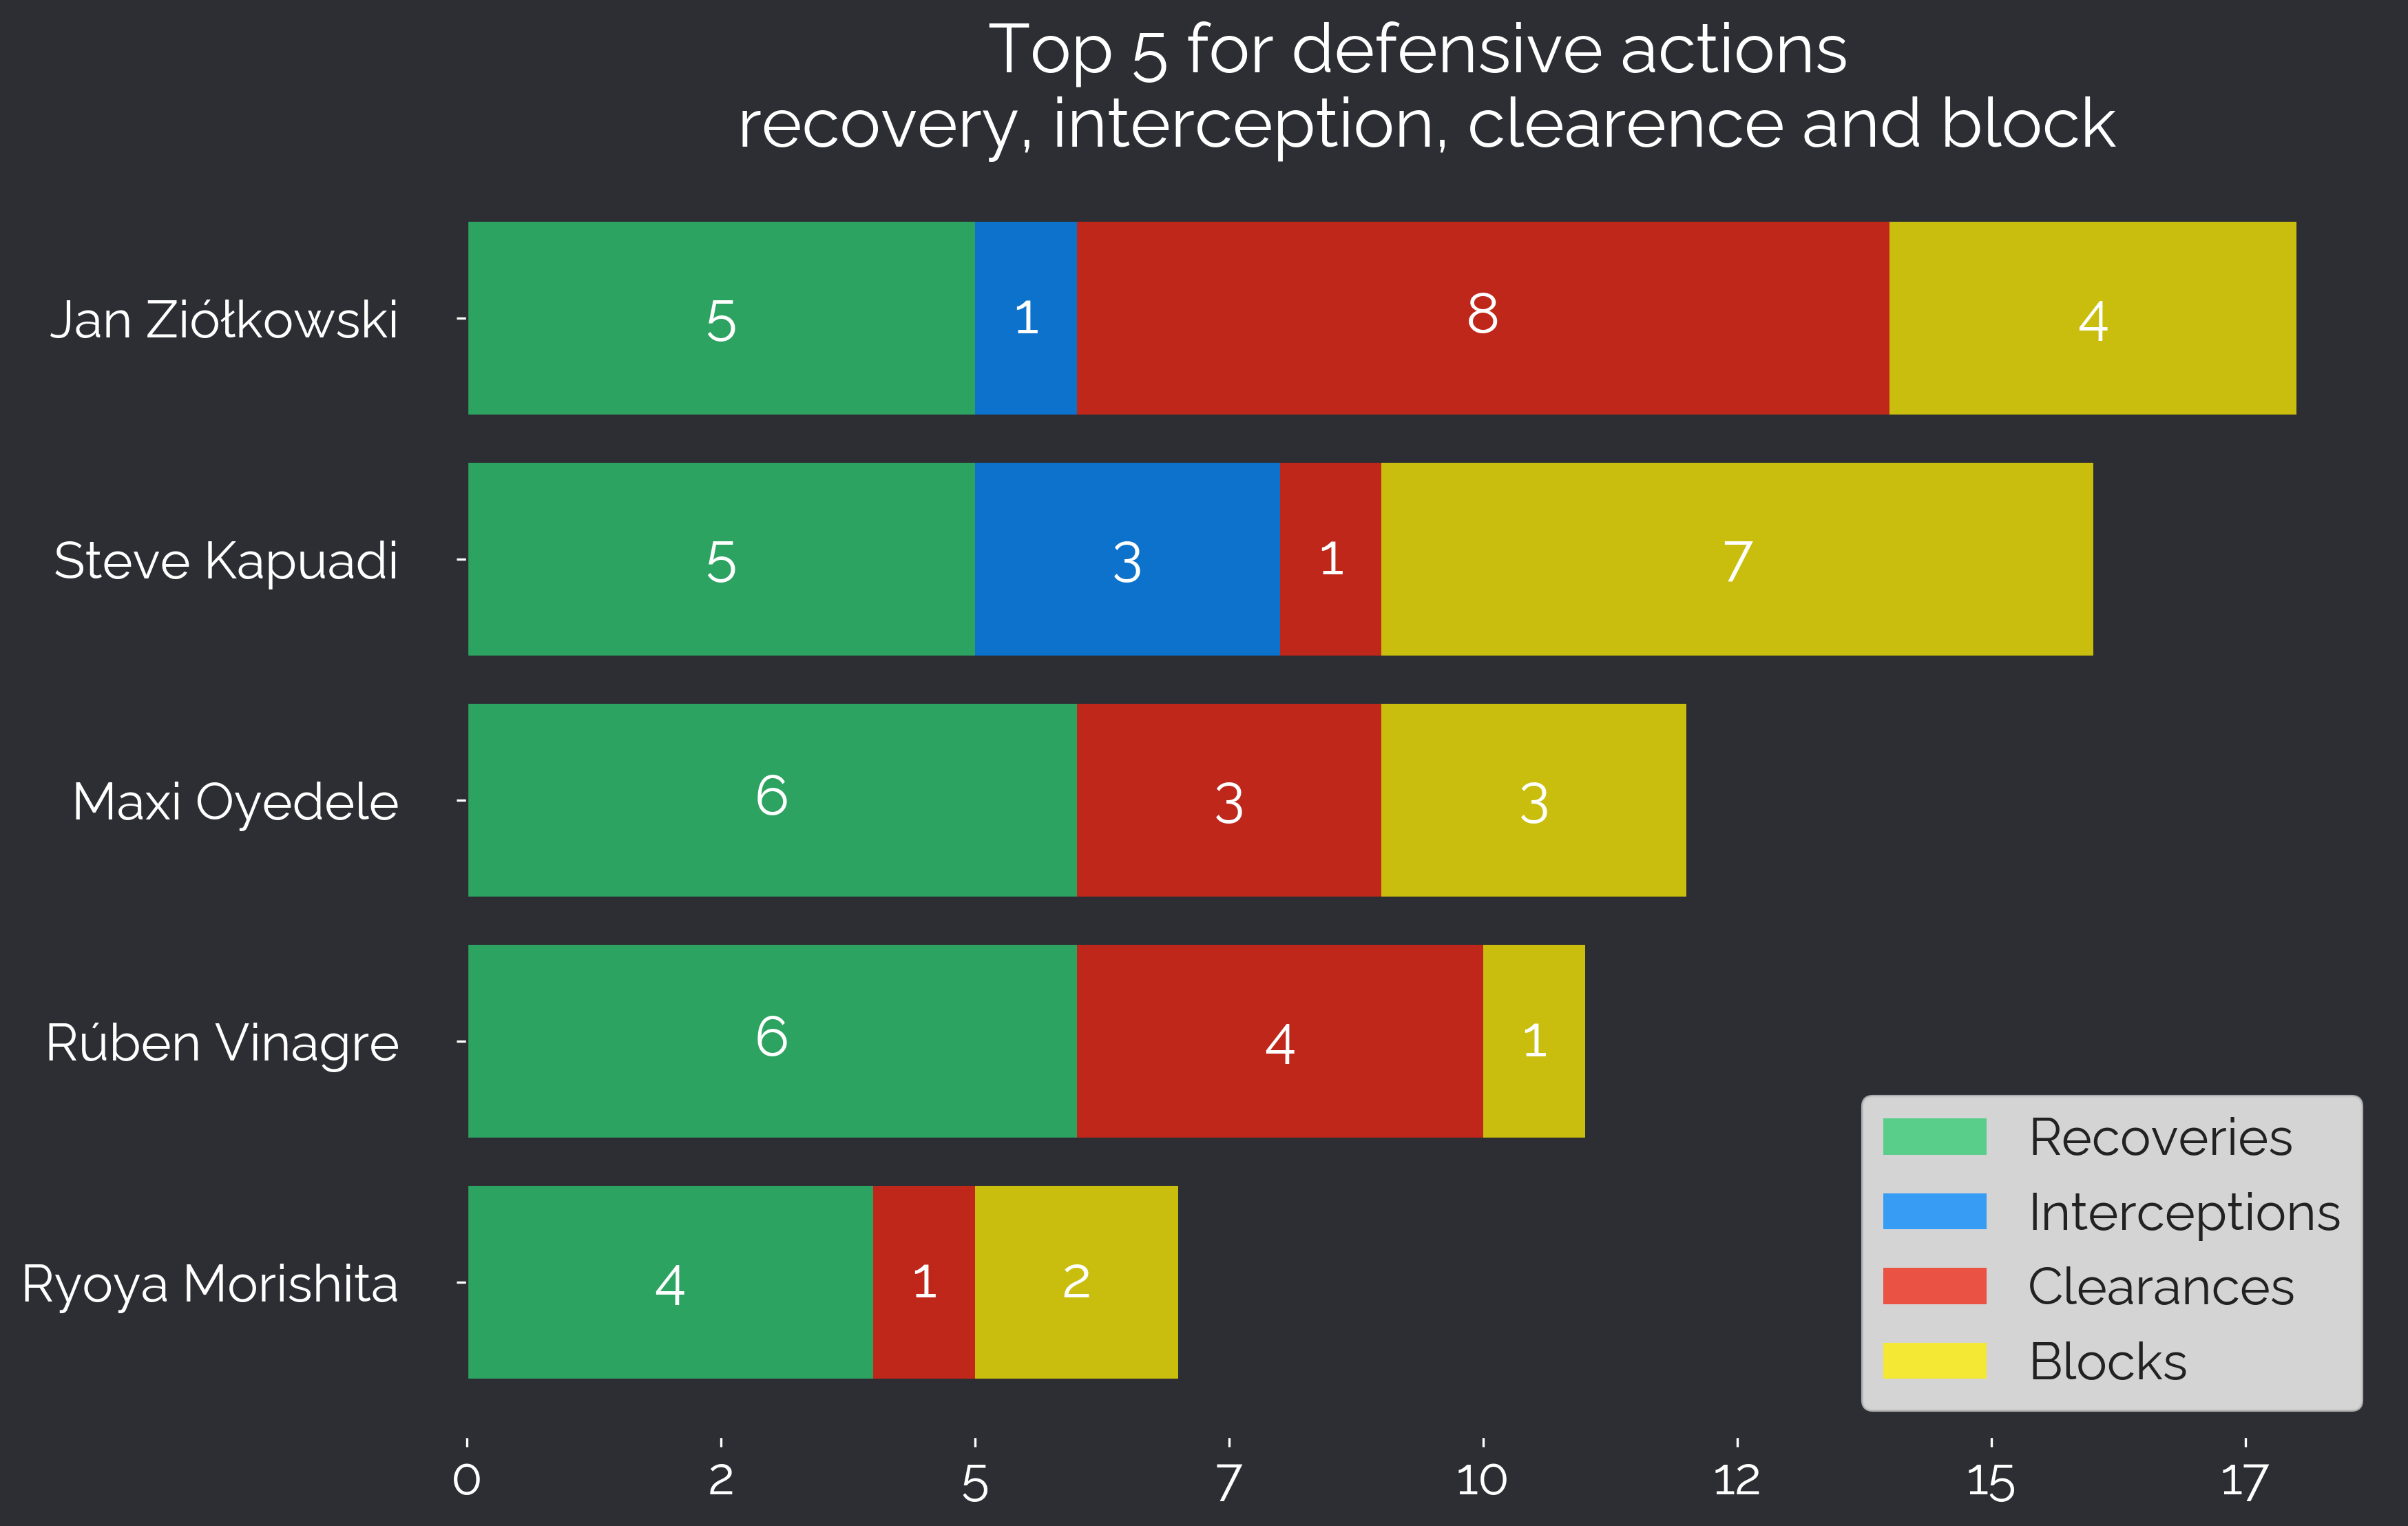 Top 5 for defensive actions
recovery, interception, clearence and block
Jan Ziółkowski
5 1 8 4
Steve Kapuadi
5 3 1 7
Maxi Oyedele
6 3 3
Rúben Vinagre
6 4 1
Ryoya Morishita
4 1 2
Recoveries
Interceptions
Clearances
Blocks
0 2 5 7 10 12 15 17